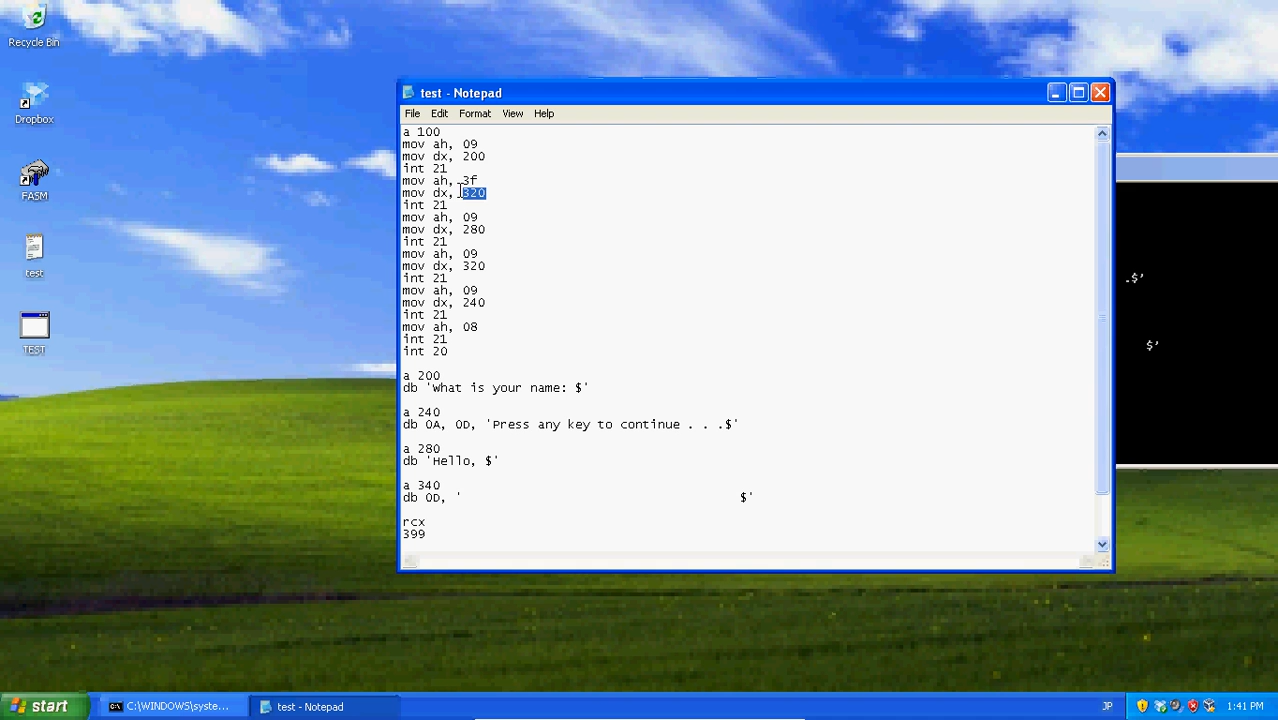 Recycle Bin
Dropbox
FASM
test
TEST
test - Notepad
File Edit Format View Help
a 100
mov ah, 09
mov dx, 200
int 21
mov ah, 3f
mov dx, 320
int 21
mov ah, 09
mov dx, 280
int 21
mov ah, 09
mov dx, 320
int 21
mov ah, 09
mov dx, 240
int 21
mov ah, 08
int 21
int 20
a 200
db 'What is your name: $'
a 240
db 0A, 0D, 'Press any key to continue . . .$'
a 280
db 'Hello, $'
a 340
db 0D, '                                     $'
rcx
399
.$'
$'
start
C:\WINDOWS\syste...
test - Notepad
JP
1:41 PM